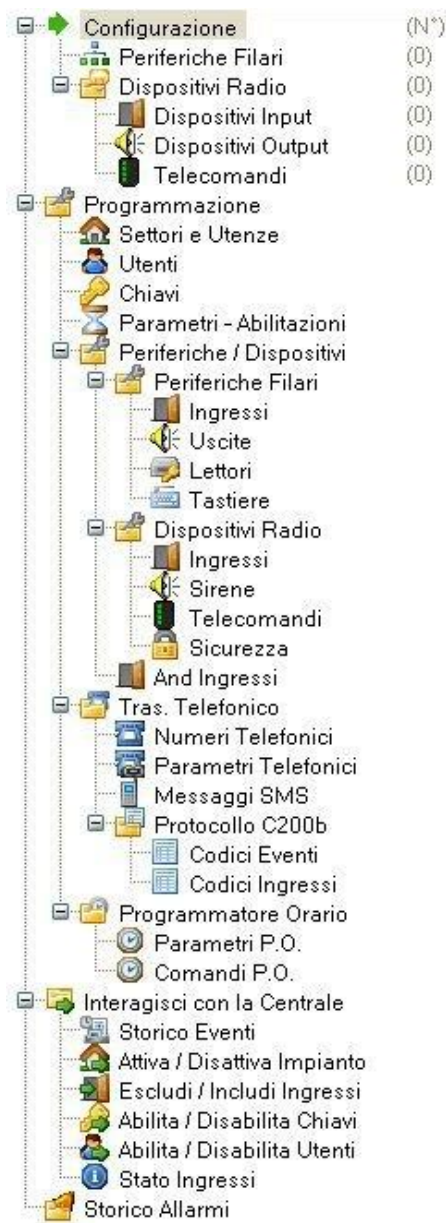 Configurazione (N°)
Periferiche Filari (0)
Dispositivi Radio (0)
Dispositivi Input (0)
Dispositivi Output (0)
Telecomandi (0)
Programmazione
Settori e Utenze
Utenti
Chiavi
Parametri - Abilitazioni
Periferiche / Dispositivi
Periferiche Filari
Ingressi
Uscite
Lettori
Tastiere
Dispositivi Radio
Ingressi
Sirene
Telecomandi
Sicurezza
And Ingressi
Tras. Telefonico
Numeri Telefonici
Parametri Telefonici
Messaggi SMS
Protocollo C200b
Codici Eventi
Codici Ingressi
Programmatore Orario
Parametri P.O.
Comandi P.O.
Interagisci con la Centrale
Storico Eventi
Attiva / Disattiva Impianto
Escludi / Includi Ingressi
Abilita / Disabilita Chiavi
Abilita / Disabilita Utenti
Stato Ingressi
Storico Allarmi